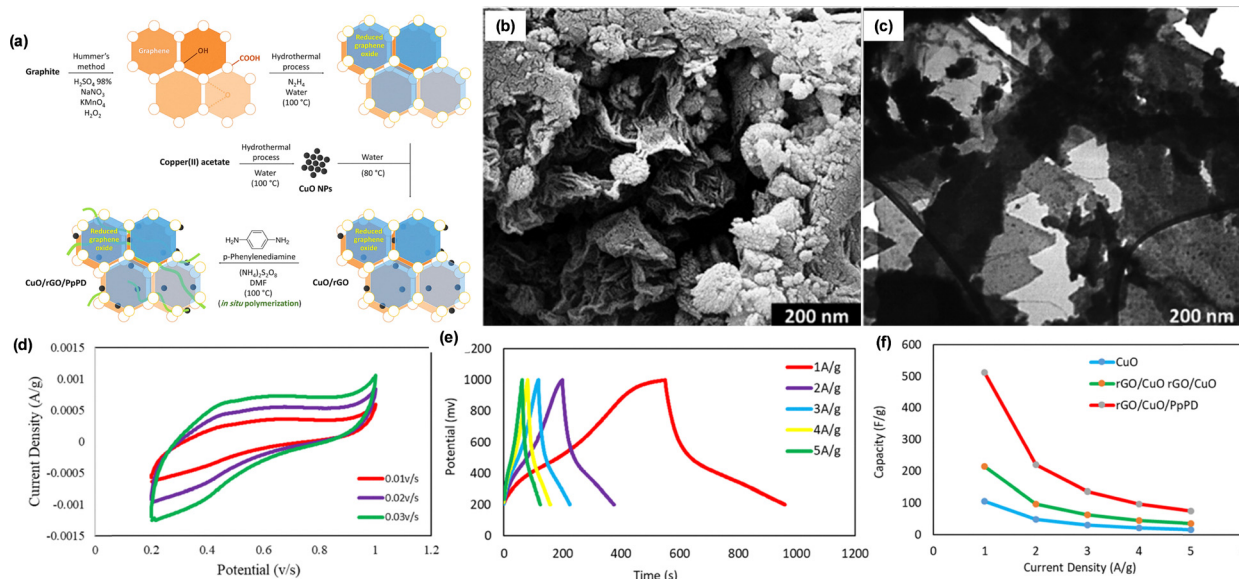 (a)
Graphite
Hummer's
method
H₂SO₄ 98%
NaNO₃
KMnO₄
H₂O₂
Graphene
OH
COOH
O
Hydrothermal
process
N₂H₄
Water
(100 °C)
Reduced
graphene
oxide
Copper(II) acetate
Hydrothermal
process
Water
(100 °C)
CuO NPs
Water
(80 °C)
Reduced
graphene
oxide
CuO/rGO/PpPD
H₂N
NH₂
p-Phenylenediamine
(NH₄)₂S₂O₈
DMF
(100 °C)
(in situ polymerization)
Reduced
graphene
oxide
CuO/rGO
(b)
200 nm
(c)
200 nm
(d)
Current Density (A/g)
0.0015
0.001
0.0005
0
-0.0005
-0.001
-0.0015
0 0.2 0.4 0.6 0.8 1 1.2
Potential (v/s)
0.01v/s
0.02v/s
0.03v/s
(e)
Potential (mv)
200
000
800
600
400
200
0
0 200 400 600 800 1000 1200
Time (s)
1A/g
2A/g
3A/g
4A/g
5A/g
(f)
Capacity (F/g)
600
500
400
300
200
100
0
0 1 2 3 4 5
Current Density (A/g)
CuO
rGO/CuO rGO/CuO
rGO/CuO/PpPD